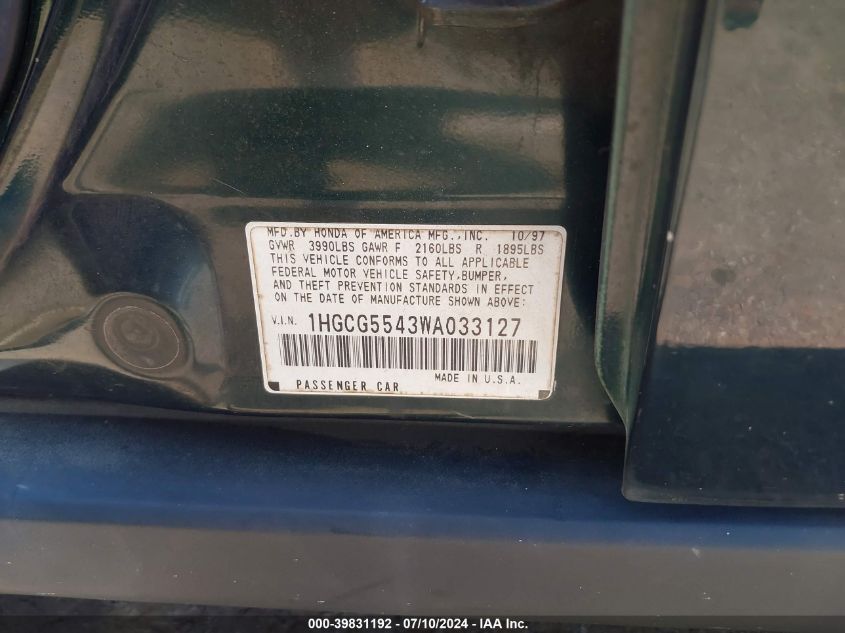 MFD.BY HONDA OF AMERICA MFG.,INC. 10/97
GVWR 3990LBS GAWR F 2160LBS R 1895LBS
THIS VEHICLE CONFORMS TO ALL APPLICABLE
FEDERAL MOTOR VEHICLE SAFETY,BUMPER,
AND THEFT PREVENTION STANDARDS IN EFFECT
ON THE DATE OF MANUFACTURE SHOWN ABOVE:
V.I.N. 1HGCG5543WA033127
PASSENGER CAR MADE IN U.S.A.
000-39831192 - 07/10/2024 - IAA Inc.